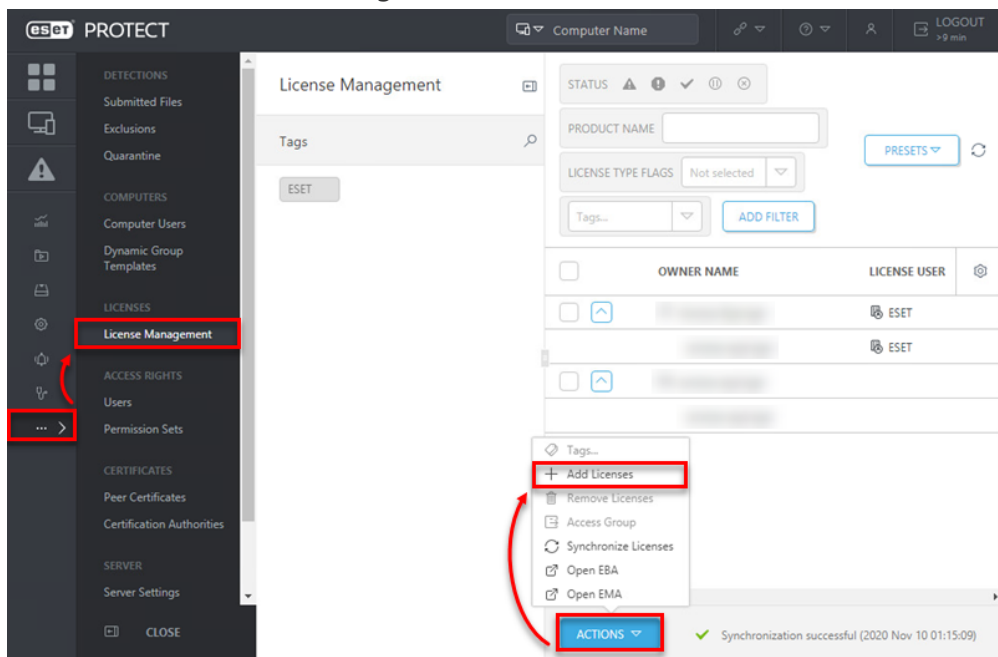 eset PROTECT
Computer Name
LOGOUT
>9 min
DETECTIONS
Submitted Files
Exclusions
Quarantine
COMPUTERS
Computer Users
Dynamic Group
Templates
LICENSES
License Management
ACCESS RIGHTS
Users
Permission Sets
CERTIFICATES
Peer Certificates
Certification Authorities
SERVER
Server Settings
CLOSE
License Management
Tags
ESET
STATUS
PRODUCT NAME
PRESETS
LICENSE TYPE FLAGS Not selected
Tags...
ADD FILTER
OWNER NAME LICENSE USER
ESET
ESET
Tags...
Add Licenses
Remove Licenses
Access Group
Synchronize Licenses
Open EBA
Open EMA
ACTIONS
Synchronization successful (2020 Nov 10 01:15:09)